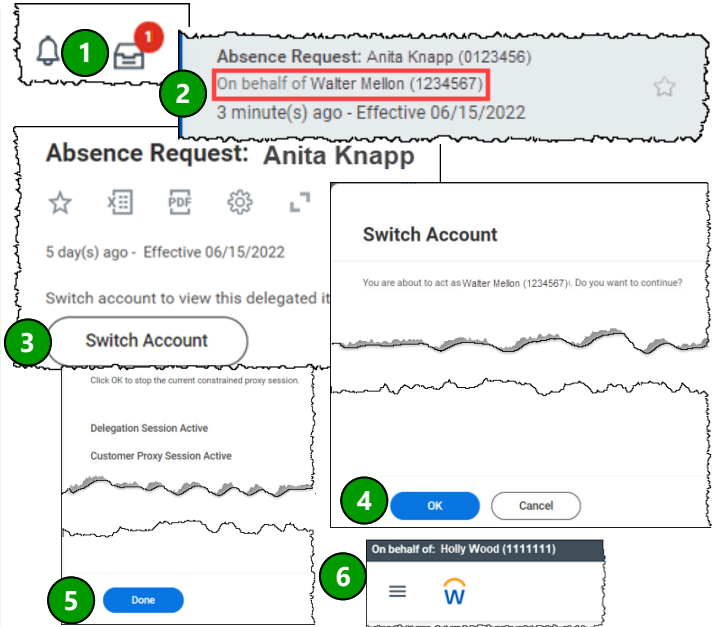 1
1
2
Absence Request: Anita Knapp (0123456)
On behalf of Walter Mellon (1234567)
3 minute(s) ago - Effective 06/15/2022
Absence Request: Anita Knapp
PDF
5 day(s) ago - Effective 06/15/2022
Switch account to view this delegated it
3
Switch Account
Switch Account
You are about to act as Walter Mellon (1234567). Do you want to continue?
4
OK
Cancel
Click OK to stop the current constrained proxy session.
Delegation Session Active
Customer Proxy Session Active
5
Done
6
On behalf of: Holly Wood (1111111)
W